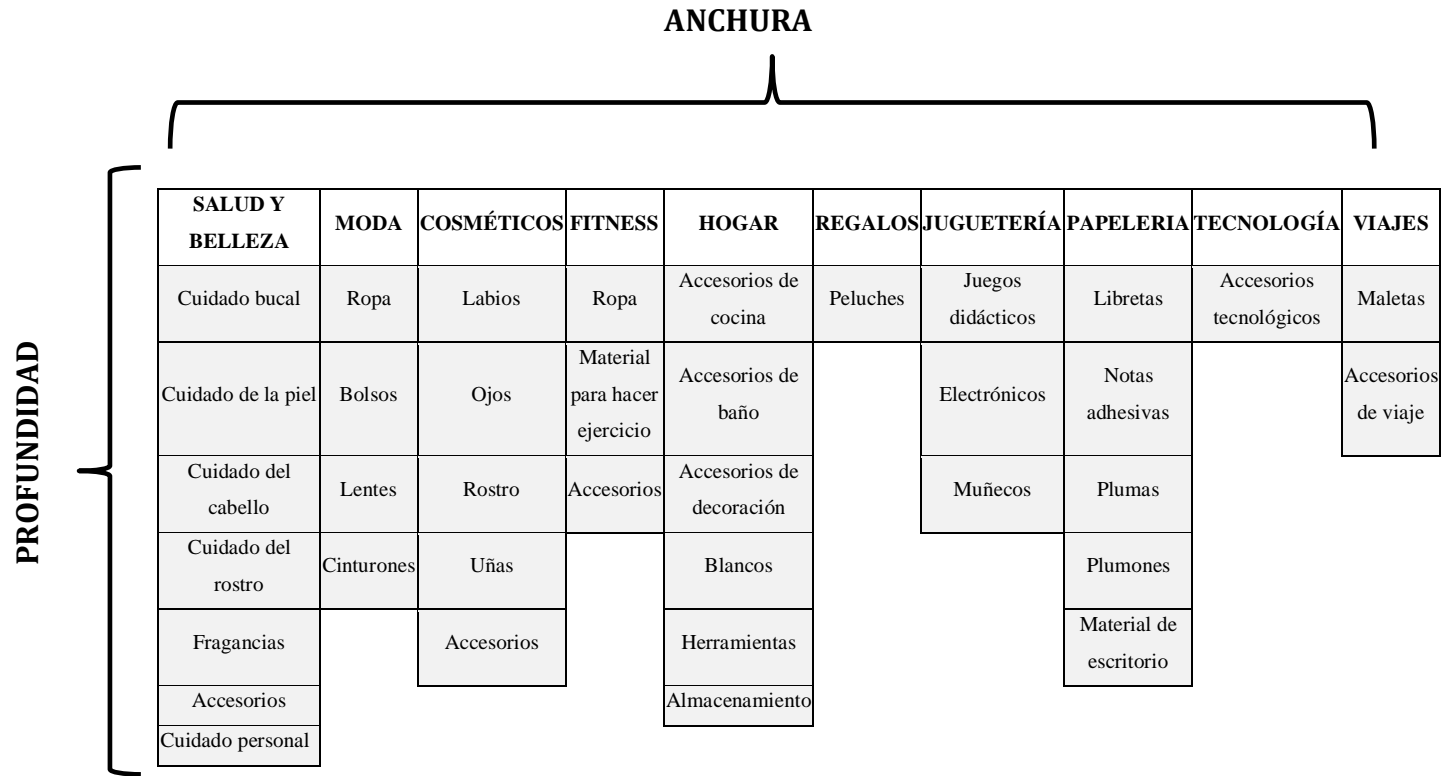 ANCHURA
PROFUNDIDAD
SALUD Y
BELLEZA
MODA
COSMÉTICOS
FITNESS
HOGAR
REGALOS
JUGUETERÍA
PAPELERIA
TECNOLOGÍA
VIAJES
Cuidado bucal
Ropa
Labios
Ropa
Accesorios de
cocina
Peluches
Juegos
didácticos
Libretas
Accesorios
tecnológicos
Maletas
Cuidado de la piel
Bolsos
Ojos
Material
para hacer
ejercicio
Accesorios de
baño
Electrónicos
Notas
adhesivas
Accesorios
de viaje
Cuidado del
cabello
Lentes
Rostro
Accesorios
Accesorios de
decoración
Muñecos
Plumas
Cuidado del
rostro
Cinturones
Uñas
Blancos
Plumones
Fragancias
Accesorios
Herramientas
Material de
escritorio
Accesorios
Almacenamiento
Cuidado personal